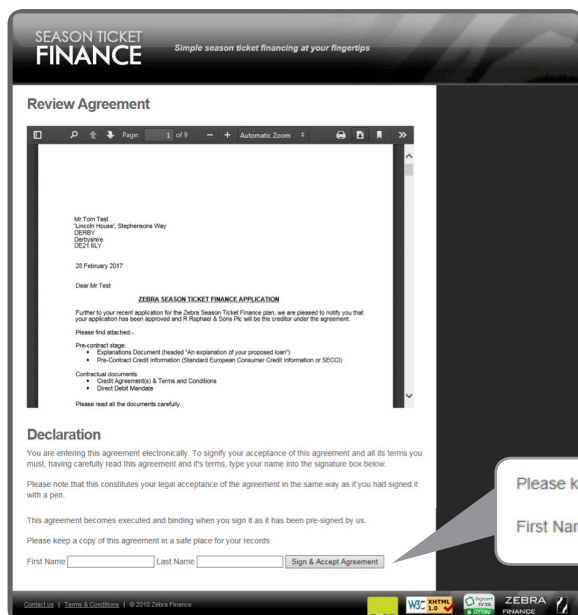 SEASON TICKET
FINANCE
Simple season ticket financing at your fingertips
Review Agreement
Page: 1 of 9 − + Automatic Zoom
Mr Tom Test
'Lincoln House', Stephensons Way
DERBY
Derbyshire
DE21 6LY
28 February 2017
Dear Mr Test
ZEBRA SEASON TICKET FINANCE APPLICATION
Further to your recent application for the Zebra Season Ticket Finance plan, we are pleased to notify you that
your application has been approved and R Raphael & Sons Plc will be the creditor under the agreement.
Please find attached:-
Pre-contract stage:
• Explanations Document (headed "An explanation of your proposed loan")
• Pre-Contract Credit Information (Standard European Consumer Credit Information or SECCI)
Contractual documents:
• Credit Agreement(s) & Terms and Conditions
• Direct Debit Mandate
Please read all the documents carefully.
Declaration
You are entering this agreement electronically. To signify your acceptance of this agreement and all its terms you
must, having carefully read this agreement and it's terms, type your name into the signature box below.
Please note that this constitutes your legal acceptance of the agreement in the same way as if you had signed it
with a pen.
This agreement becomes executed and binding when you sign it as it has been pre-signed by us.
Please keep a copy of this agreement in a safe place for your records.
First Name Last Name Sign & Accept Agreement
Please k
First Nar
Contact us | Terms & Conditions | © 2010 Zebra Finance
W3C XHTML 1.0
digicert
EV SSL
SECURE
ZEBRA
FINANCE